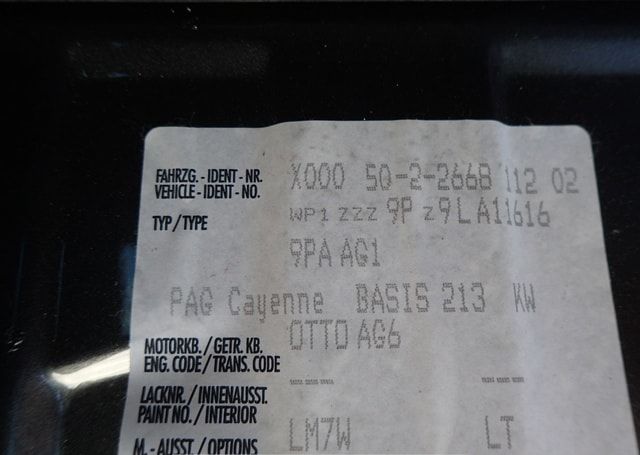 FAHRZG. - IDENT - NR. X000 50-2-2668 112 02
VEHICLE - IDENT - NO. WP1 ZZZ 9P z 9L A11616
TYP / TYPE 9PA AG1
PAG Cayenne BASIS 213 KW
MOTORKB. / GETR. KB. OTTO AG6
ENG. CODE / TRANS. CODE
LACKNR. / INNENAUSST.
PAINT NO. / INTERIOR LM7W LT
M. - AUSST. / OPTIONS